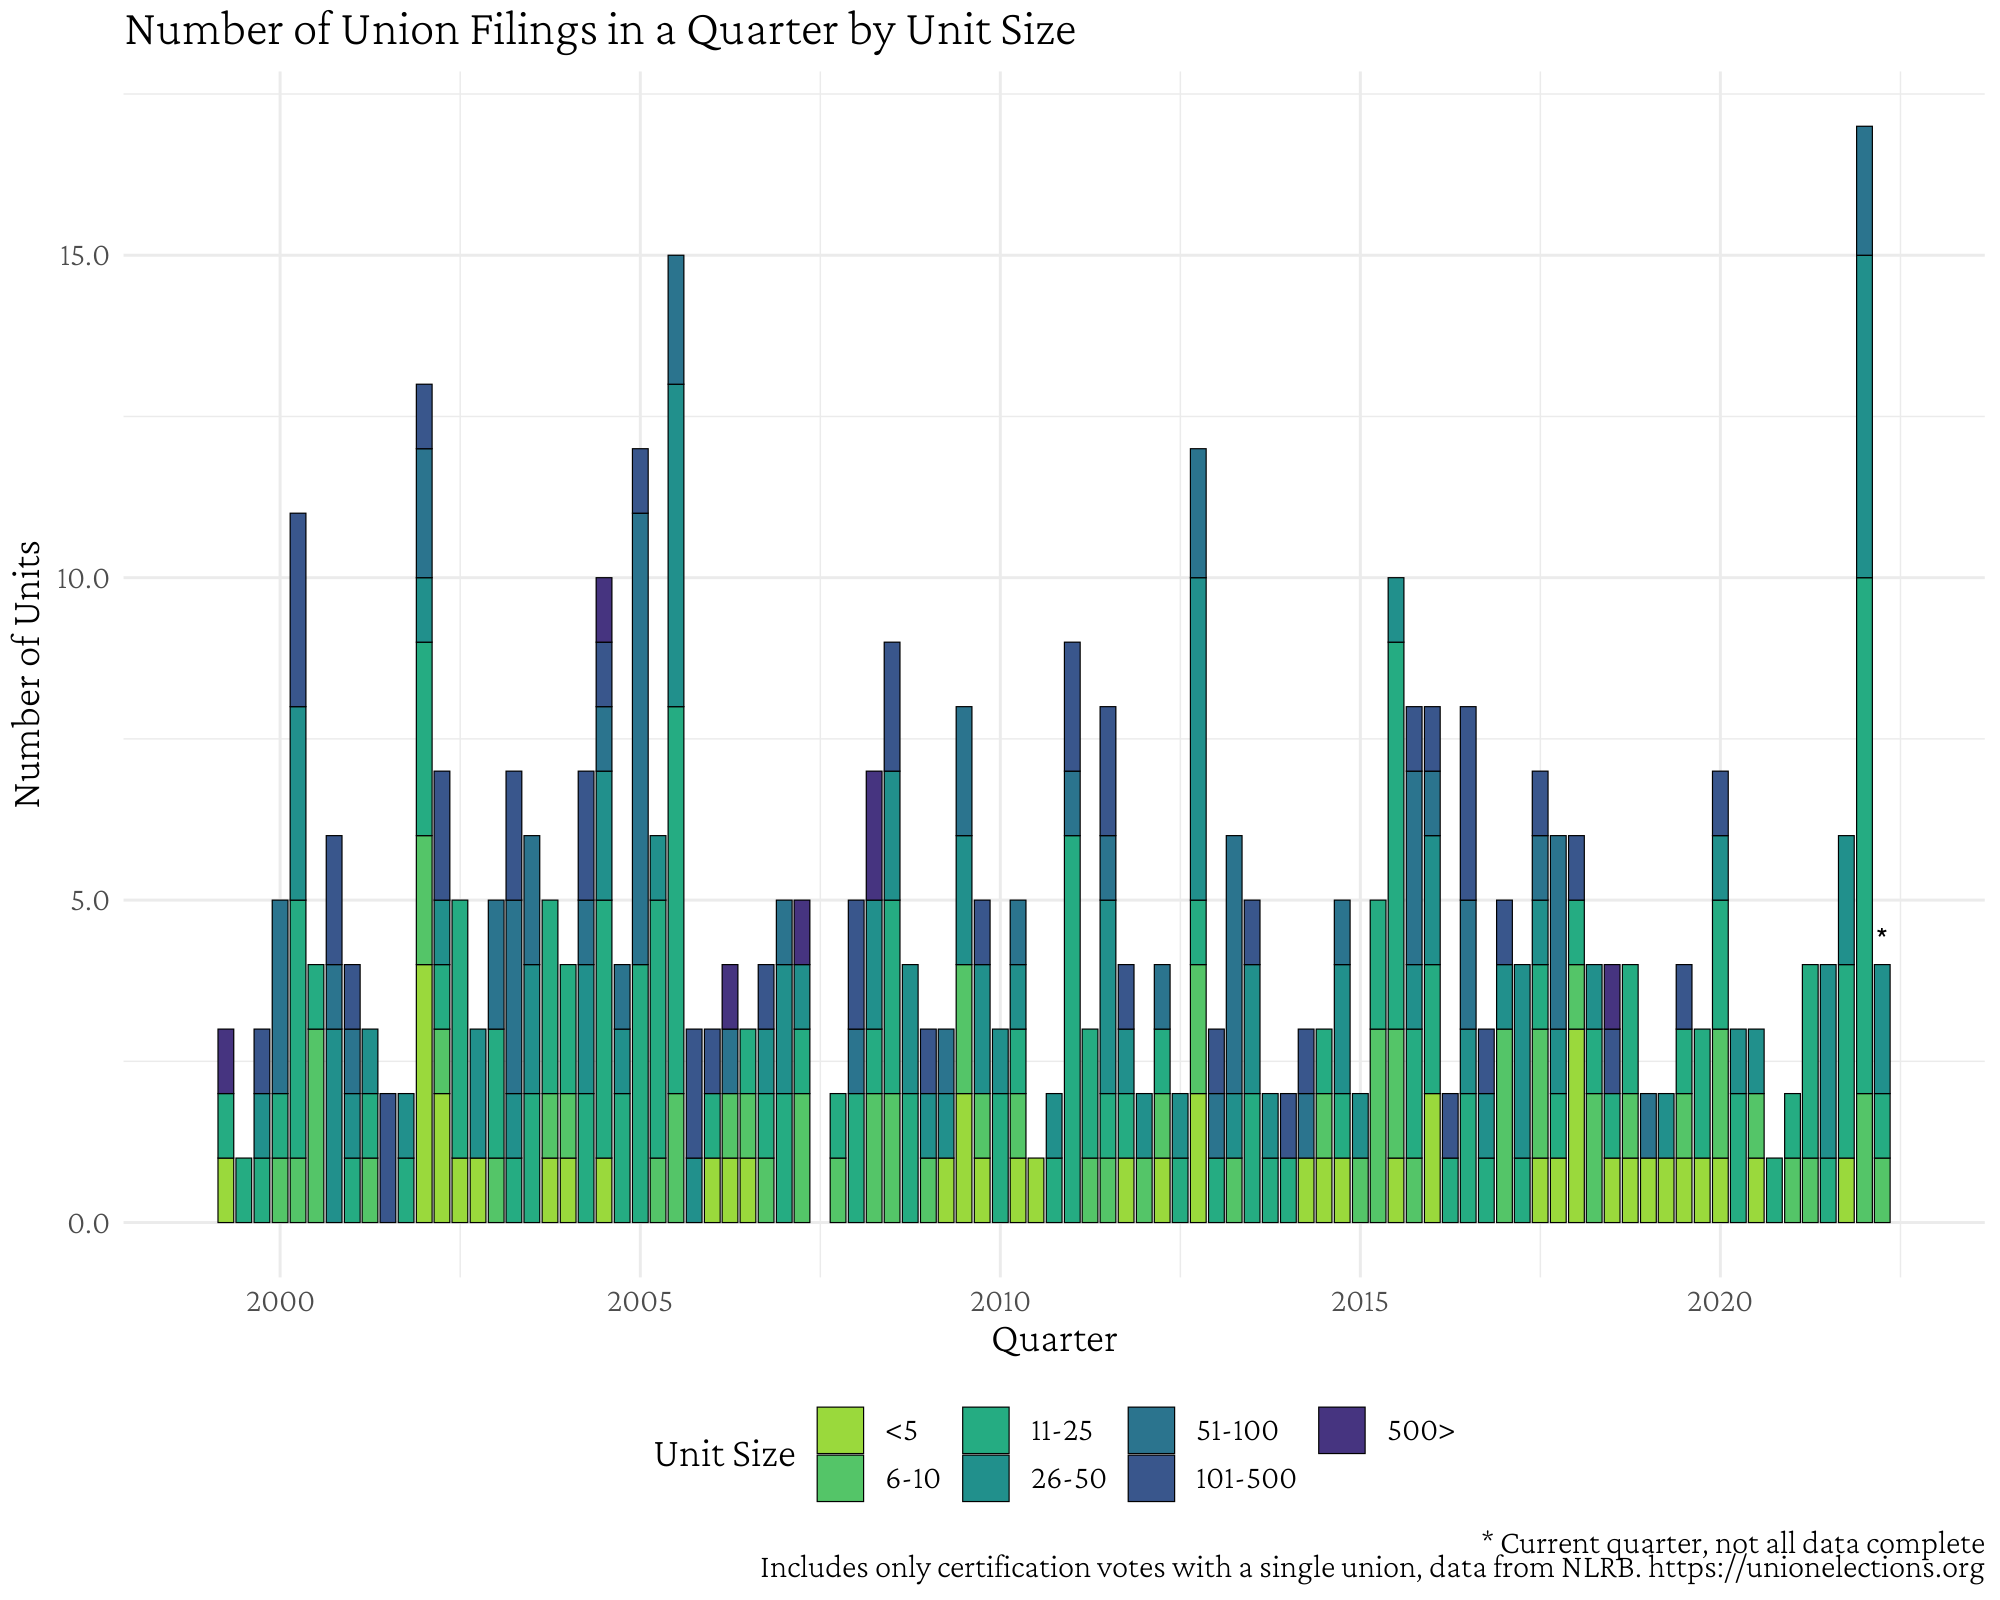 Number of Union Filings in a Quarter by Unit Size
Number of Units
15.0
10.0
5.0
0.0
2000 2005 2010 2015 2020
Quarter
Unit Size
<5 11-25 51-100 500>
6-10 26-50 101-500
*
* Current quarter, not all data complete
Includes only certification votes with a single union, data from NLRB. https://unionelections.org